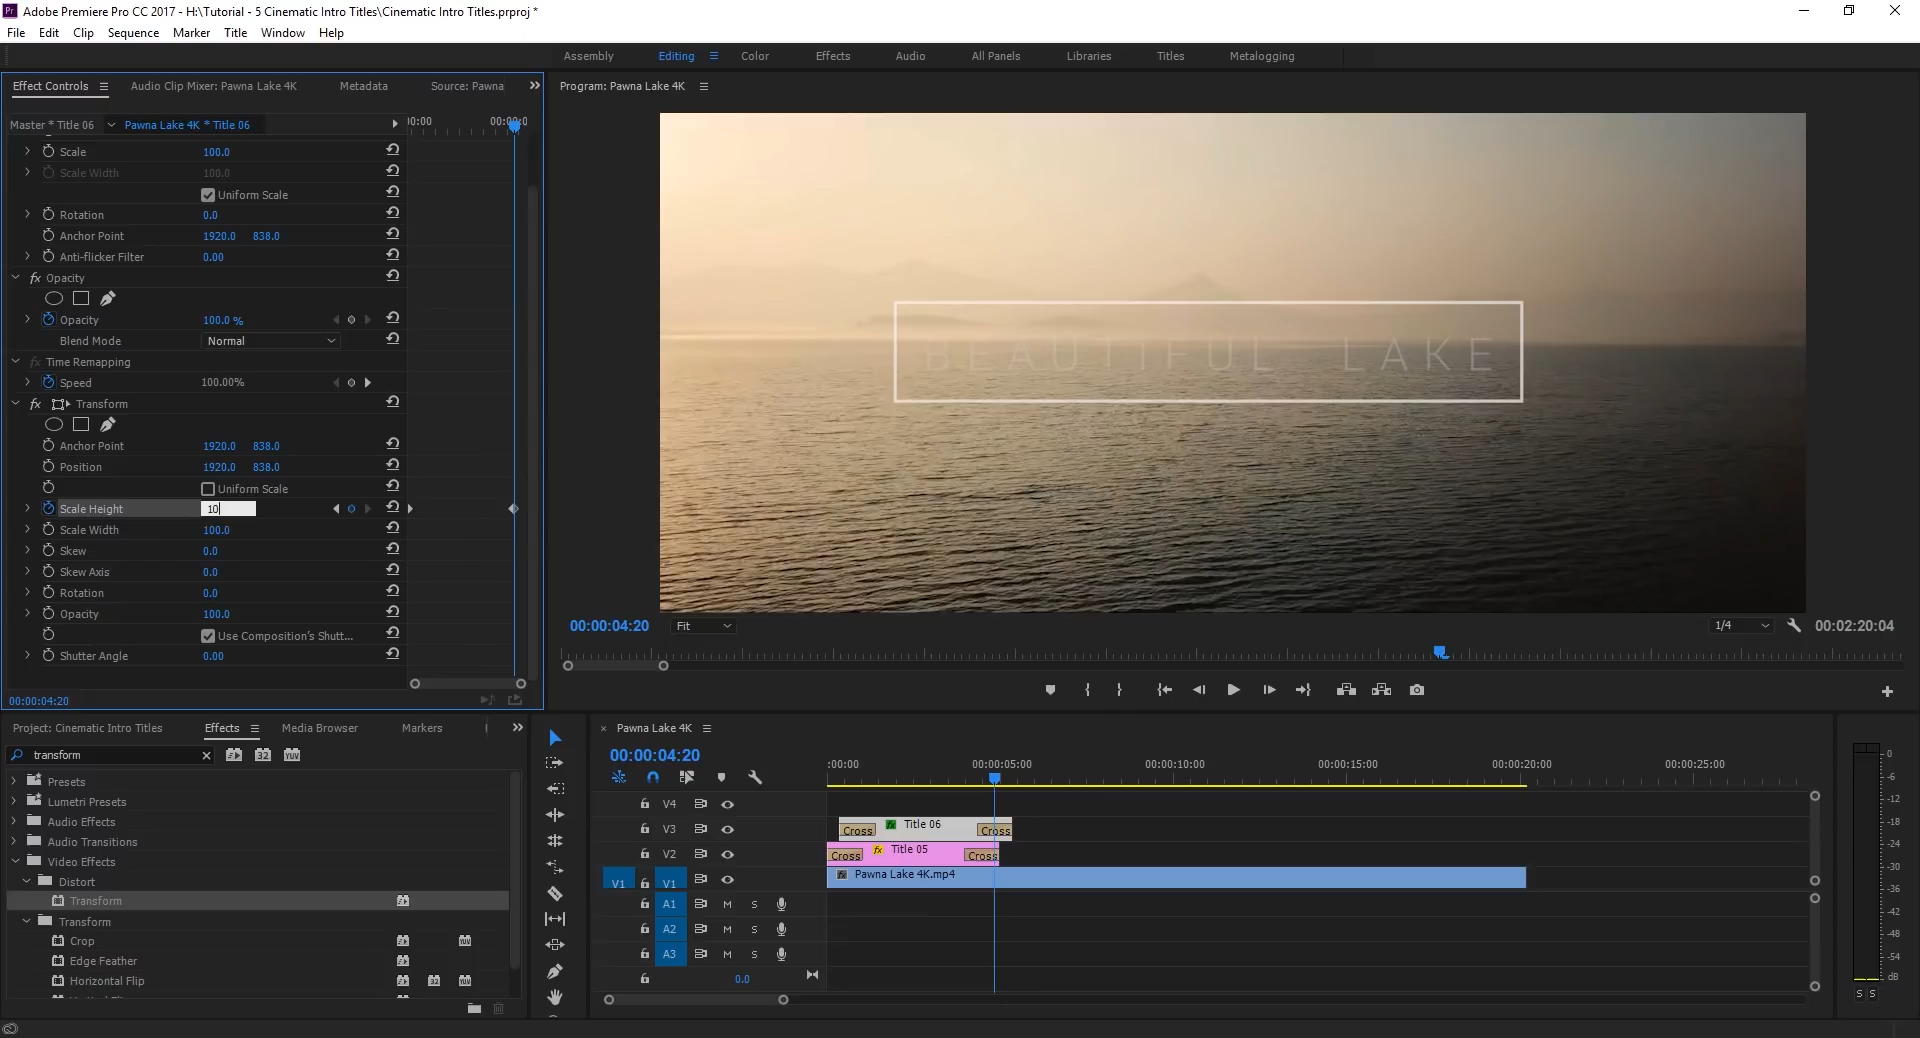 Pr Adobe Premiere Pro CC 2017 - H:\Tutorial - 5 Cinematic Intro Titles\Cinematic Intro Titles.prproj *
File Edit Clip Sequence Marker Title Window Help
Assembly Editing Color Effects Audio All Panels Libraries Titles Metalogging
Effect Controls Audio Clip Mixer: Pawna Lake 4K Metadata Source: Pawna
Master * Title 06 Pawna Lake 4K * Title 06
Scale 100.0
Scale Width 100.0
Uniform Scale
Rotation 0.0
Anchor Point 1920.0 838.0
Anti-flicker Filter 0.00
fx Opacity
Opacity 100.0 %
Blend Mode Normal
fx Time Remapping
Speed 100.00%
fx Transform
Anchor Point 1920.0 838.0
Position 1920.0 838.0
Uniform Scale
Scale Height 10
Scale Width 100.0
Skew 0.0
Skew Axis 0.0
Rotation 0.0
Opacity 100.0
Use Composition's Shutt...
Shutter Angle 0.00
00:00:04:20
Program: Pawna Lake 4K
BEAUTIFUL LAKE
00:00:04:20 Fit 1/4 00:02:20:04
Project: Cinematic Intro Titles Effects Media Browser Markers
transform
32 YUV
Presets
Lumetri Presets
Audio Effects
Audio Transitions
Video Effects
Distort
Transform
Transform
Crop
Edge Feather
Horizontal Flip
Pawna Lake 4K
00:00:04:20
:00:00 00:00:05:00 00:00:10:00 00:00:15:00 00:00:20:00 00:00:25:00
V4
V3 Cross fx Title 06 Cross
V2 Cross fx Title 05 Cross
V1 V1 fx Pawna Lake 4K.mp4
A1 M S
A2 M S
A3 M S
0.0
0
-6
-12
-18
-24
-30
-36
-42
-48
-54
dB
S S